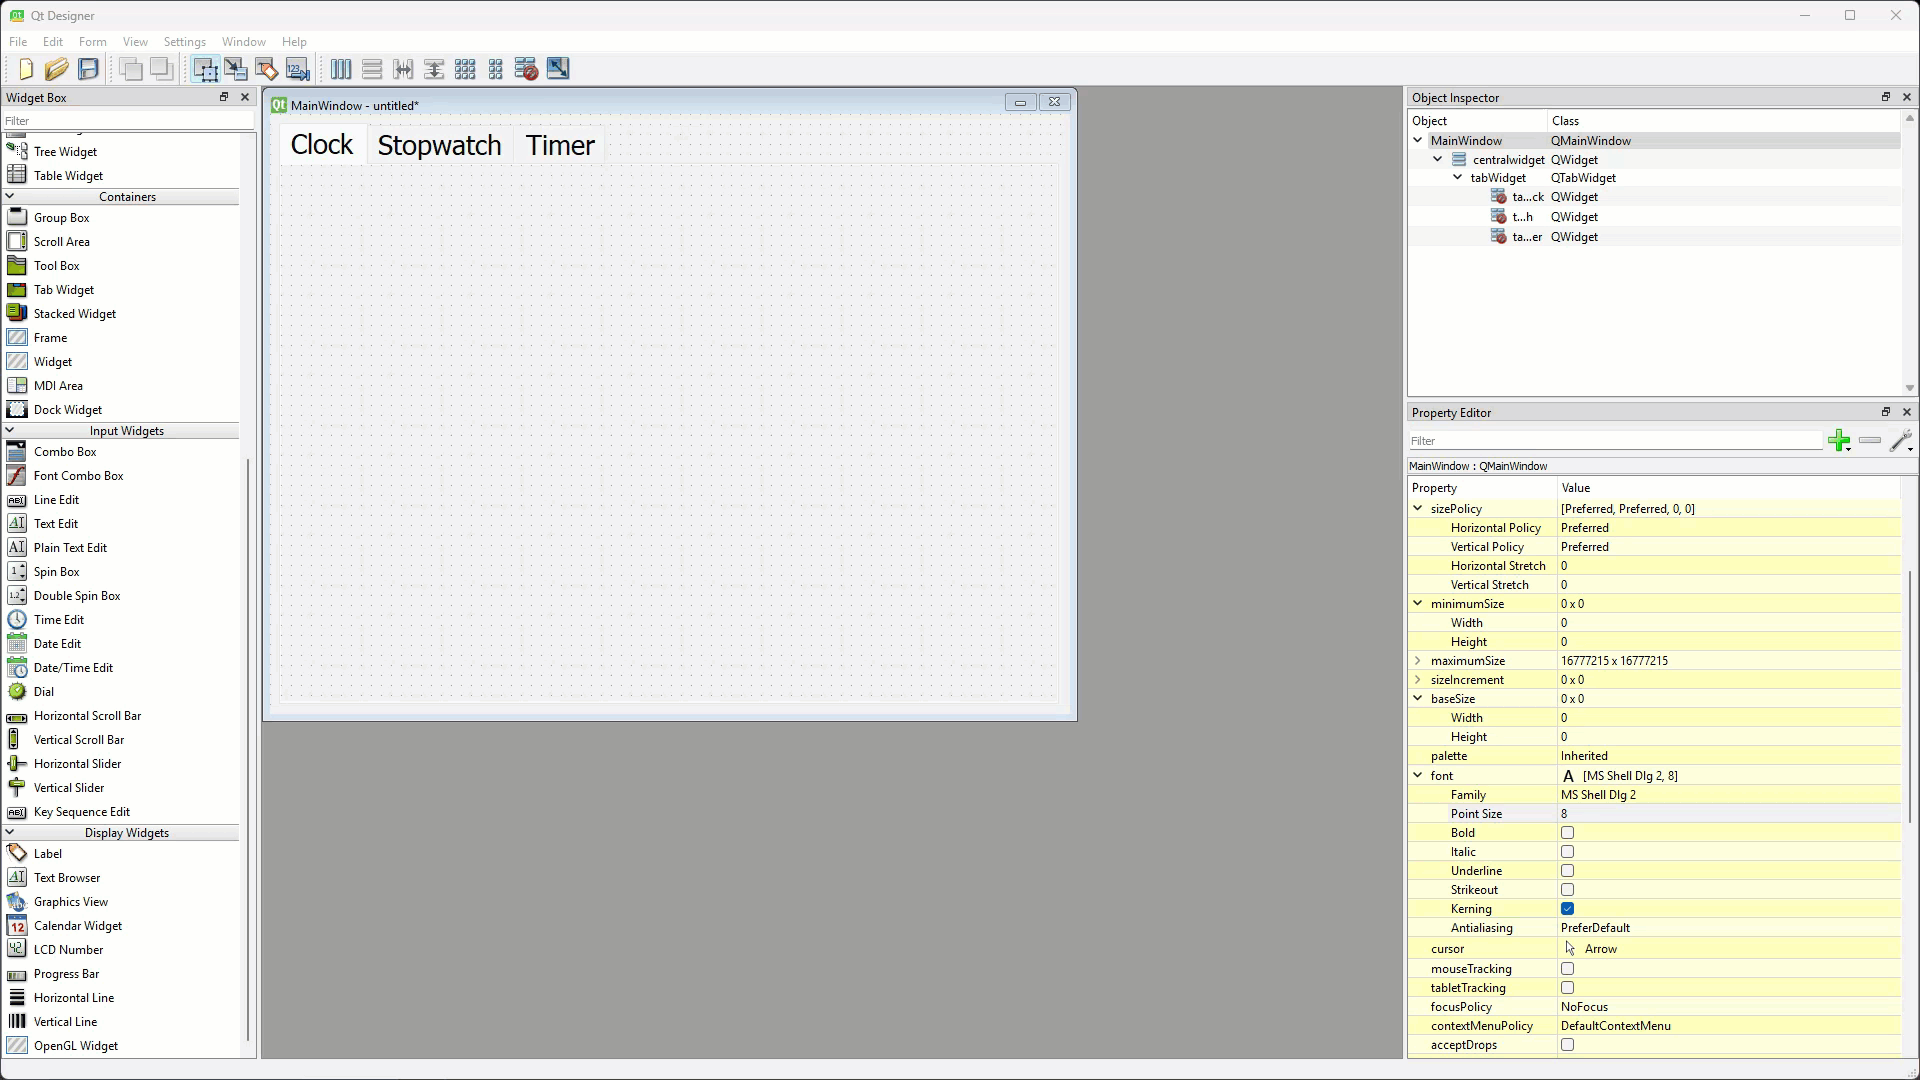 Qt Designer
File Edit Form View Settings Window Help
Widget Box
Filter
Tree Widget
Table Widget
Containers
Group Box
Scroll Area
Tool Box
Tab Widget
Stacked Widget
Frame
Widget
MDI Area
Dock Widget
Input Widgets
Combo Box
Font Combo Box
Line Edit
Text Edit
Plain Text Edit
Spin Box
Double Spin Box
Time Edit
Date Edit
Date/Time Edit
Dial
Horizontal Scroll Bar
Vertical Scroll Bar
Horizontal Slider
Vertical Slider
Key Sequence Edit
Display Widgets
Label
Text Browser
Graphics View
Calendar Widget
LCD Number
Progress Bar
Horizontal Line
Vertical Line
OpenGL Widget
MainWindow - untitled*
Clock Stopwatch Timer
Object Inspector
Object Class
MainWindow QMainWindow
centralwidget QWidget
tabWidget QTabWidget
ta...ck QWidget
t...h QWidget
ta...er QWidget
Property Editor
Filter
MainWindow : QMainWindow
Property Value
sizePolicy [Preferred, Preferred, 0, 0]
Horizontal Policy Preferred
Vertical Policy Preferred
Horizontal Stretch 0
Vertical Stretch 0
minimumSize 0 x 0
Width 0
Height 0
maximumSize 16777215 x 16777215
sizeIncrement 0 x 0
baseSize 0 x 0
Width 0
Height 0
palette Inherited
font A [MS Shell Dlg 2, 8]
Family MS Shell Dlg 2
Point Size 8
Bold
Italic
Underline
Strikeout
Kerning
Antialiasing PreferDefault
cursor Arrow
mouseTracking
tabletTracking
focusPolicy NoFocus
contextMenuPolicy DefaultContextMenu
acceptDrops